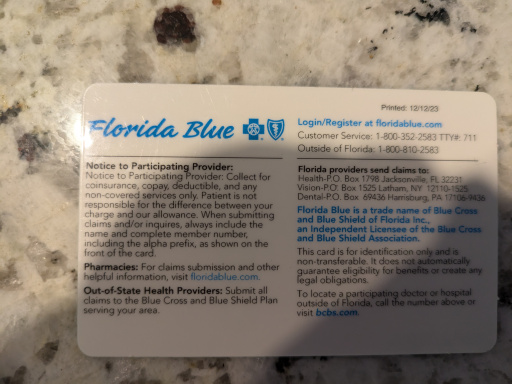 Printed: 12/12/23
Florida Blue
Login/Register at floridablue.com
Customer Service: 1-800-352-2583 TTY#: 711
Outside of Florida: 1-800-810-2583
Notice to Participating Provider:
Notice to Participating Provider: Collect for
coinsurance, copay, deductible, and any
non-covered services only. Patient is not
responsible for the difference between your
charge and our allowance. When submitting
claims and/or inquires, always include the
name and complete member number,
including the alpha prefix, as shown on the
front of the card.
Pharmacies: For claims submission and other
helpful information, visit floridablue.com.
Out-of-State Health Providers: Submit all
claims to the Blue Cross and Blue Shield Plan
serving your area.
Florida providers send claims to:
Health-P.O. Box 1798 Jacksonville, FL 32231
Vision-P.O. Box 1525 Latham, NY 12110-1525
Dental-P.O. Box 69436 Harrisburg, PA 17106-9436
Florida Blue is a trade name of Blue Cross
and Blue Shield of Florida Inc.,
an Independent Licensee of the Blue Cross
and Blue Shield Association.
This card is for identification only and is
non-transferable. It does not automatically
guarantee eligibility for benefits or create any
legal obligations.
To locate a participating doctor or hospital
outside of Florida, call the number above or
visit bcbs.com.